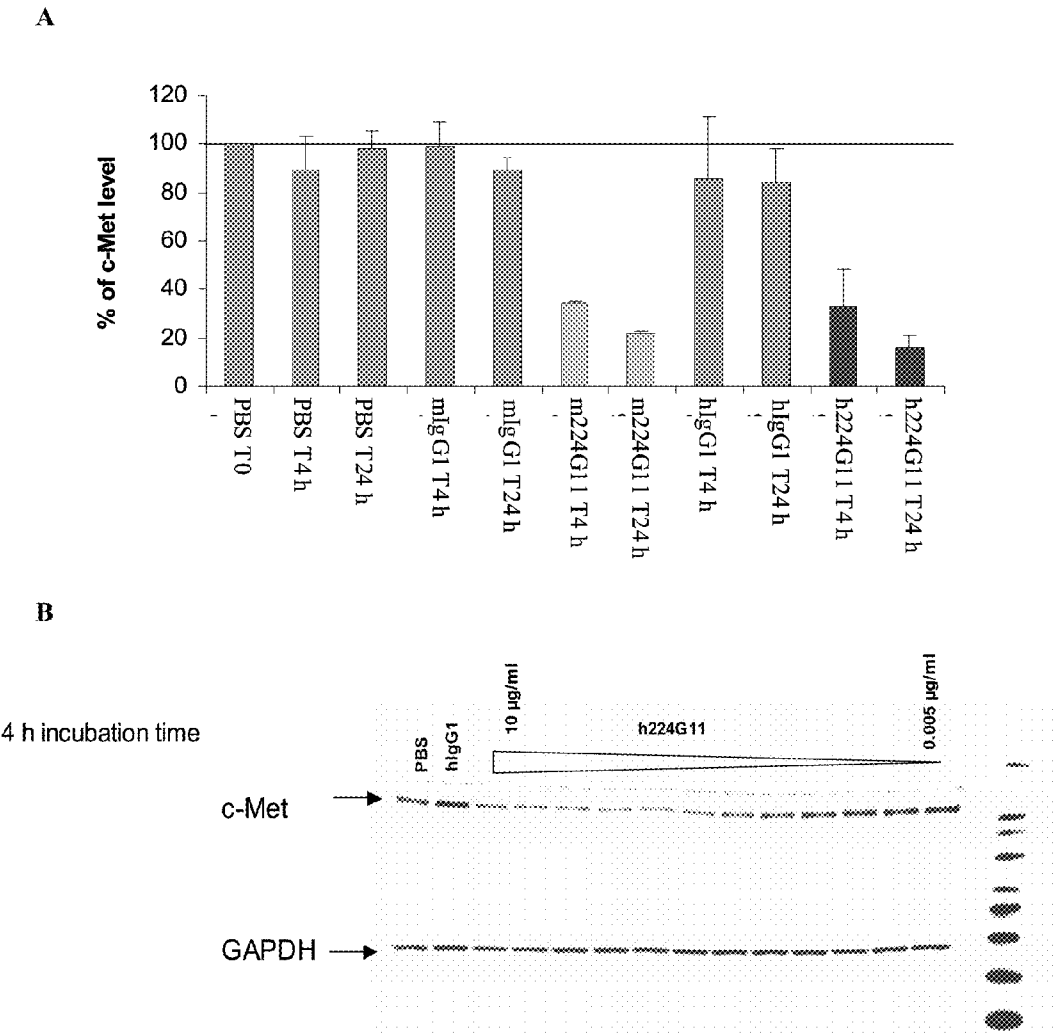 A
120
100
80
60
40
20
0
% of c-Met level
PBS T0
PBS T4 h
PBS T24 h
mIgG1 T4 h
mIgG1 T24 h
m224G11 T4 h
m224G11 T24 h
hIgG1 T4 h
hIgG1 T24 h
h224G11 T4 h
h224G11 T24 h
B
4 h incubation time
PBS
hIgG1
10 µg/ml
h224G11
0.005 µg/ml
c-Met
GAPDH